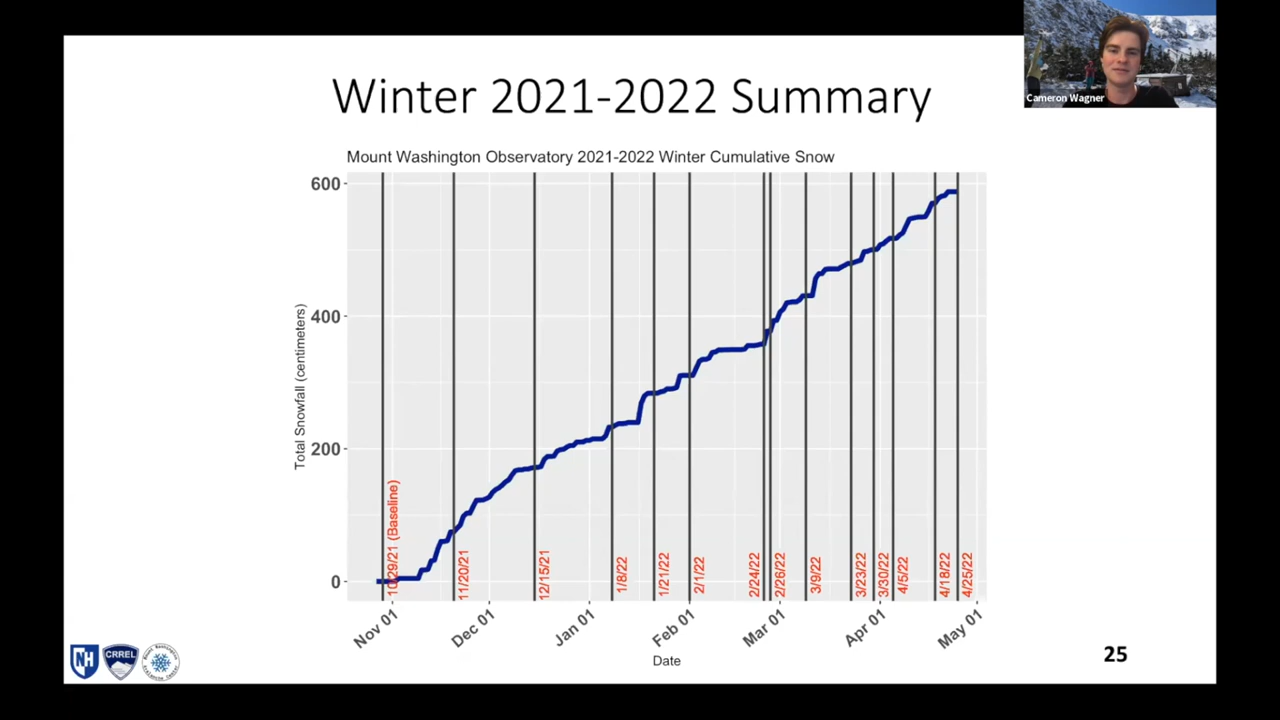 Cameron Wagner
Winter 2021-2022 Summary
Mount Washington Observatory 2021-2022 Winter Cumulative Snow
Total Snowfall (centimeters)
600
400
200
0
10/29/21 (Baseline)
11/20/21
12/15/21
1/8/22
1/21/22
2/1/22
2/24/22
2/26/22
3/9/22
3/23/22
3/30/22
4/5/22
4/18/22
4/25/22
Nov 01
Dec 01
Jan 01
Feb 01
Mar 01
Apr 01
May 01
Date
NH
CRREL
25